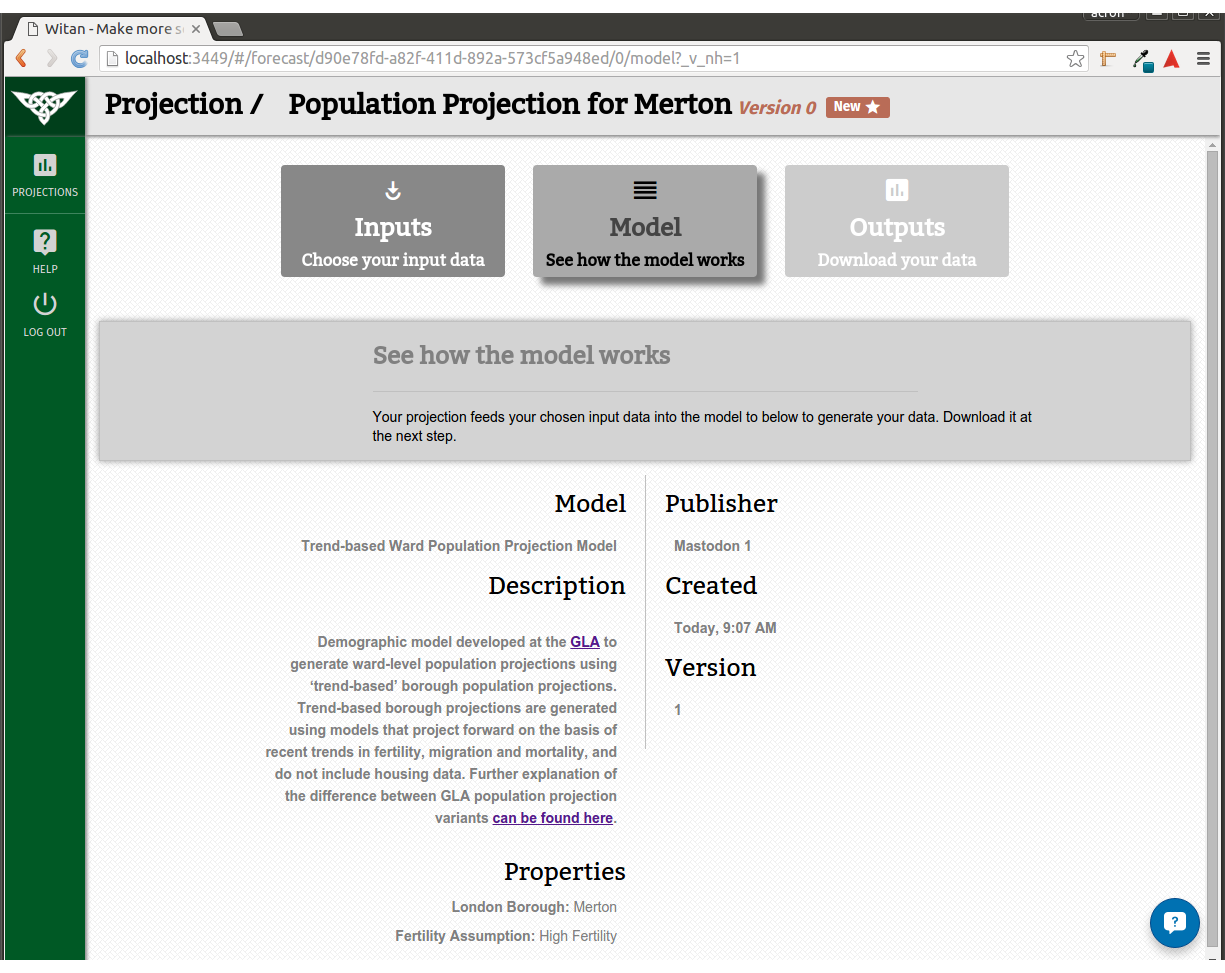 acron
Witan - Make more s
localhost:3449/#/forecast/d90e78fd-a82f-411d-892a-573cf5a948ed/0/model?_v_nh=1
Projection / Population Projection for Merton Version 0 New
PROJECTIONS
HELP
LOG OUT
Inputs
Choose your input data
Model
See how the model works
Outputs
Download your data
See how the model works
Your projection feeds your chosen input data into the model to below to generate your data. Download it at
the next step.
Model
Trend-based Ward Population Projection Model
Description
Demographic model developed at the GLA to
generate ward-level population projections using
‘trend-based’ borough population projections.
Trend-based borough projections are generated
using models that project forward on the basis of
recent trends in fertility, migration and mortality, and
do not include housing data. Further explanation of
the difference between GLA population projection
variants can be found here.
Properties
London Borough: Merton
Fertility Assumption: High Fertility
Publisher
Mastodon 1
Created
Today, 9:07 AM
Version
1